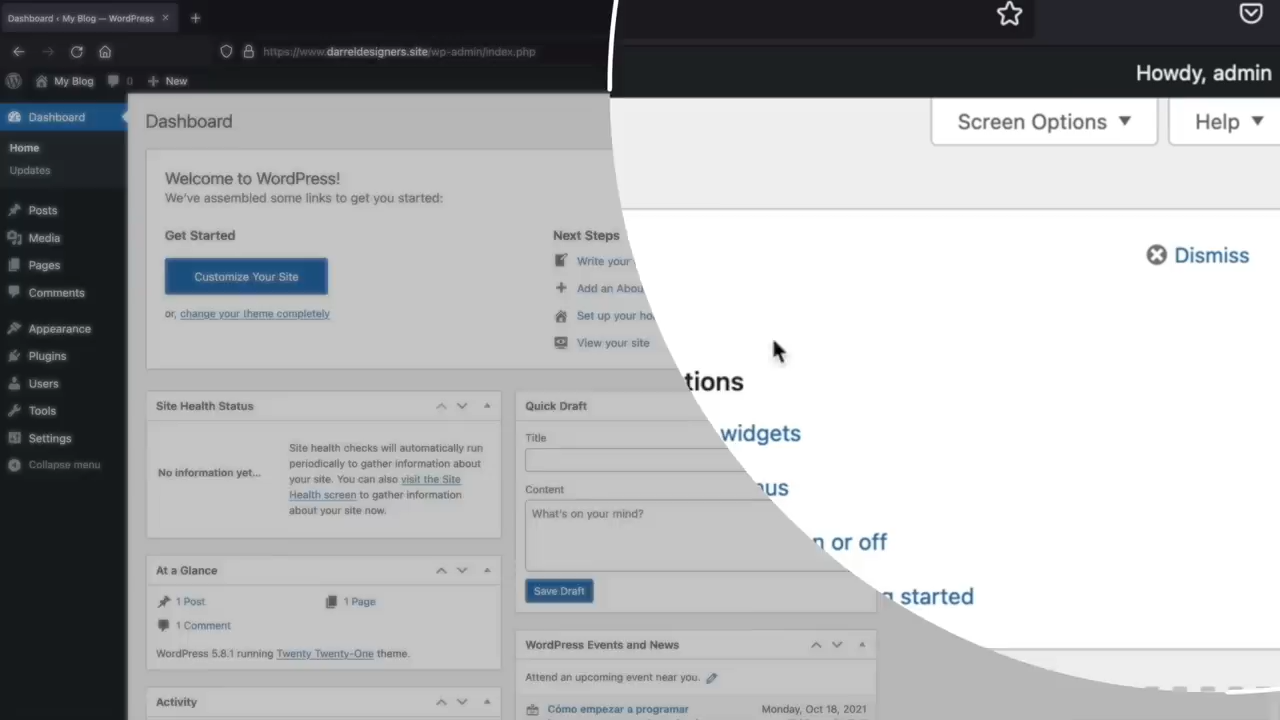 Dashboard ‹ My Blog — WordPress
https://www.darreldesigners.site/wp-admin/index.php
My Blog 0 New
Howdy, admin
Screen Options
Help
Dashboard
Home
Updates
Posts
Media
Pages
Comments
Appearance
Plugins
Users
Tools
Settings
Collapse menu
Dashboard
Welcome to WordPress!
We've assembled some links to get you started:
Dismiss
Get Started
Customize Your Site
or, change your theme completely
Next Steps
Write your
Add an Abou
Set up your ho
View your site
tions
widgets
nus
n or off
g started
Site Health Status
No information yet...
Site health checks will automatically run
periodically to gather information about
your site. You can also visit the Site
Health screen to gather information
about your site now.
At a Glance
1 Post
1 Page
1 Comment
WordPress 5.8.1 running Twenty Twenty-One theme.
Activity
Quick Draft
Title
Content
What's on your mind?
Save Draft
WordPress Events and News
Attend an upcoming event near you.
Cómo empezar a programar
Monday, Oct 18, 2021